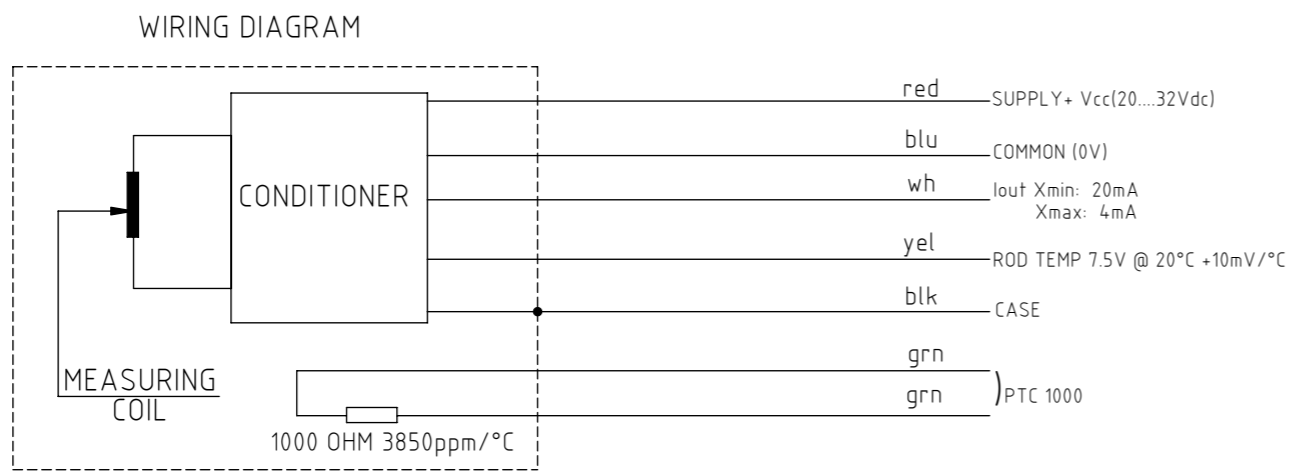 WIRING DIAGRAM
red
SUPPLY+ Vcc(20....32Vdc)
blu
COMMON (0V)
CONDITIONER
wh
Iout Xmin: 20mA
Xmax: 4mA
yel
ROD TEMP 7.5V @ 20°C +10mV/°C
blk
CASE
MEASURING
COIL
grn
grn
PTC 1000
1000 OHM 3850ppm/°C